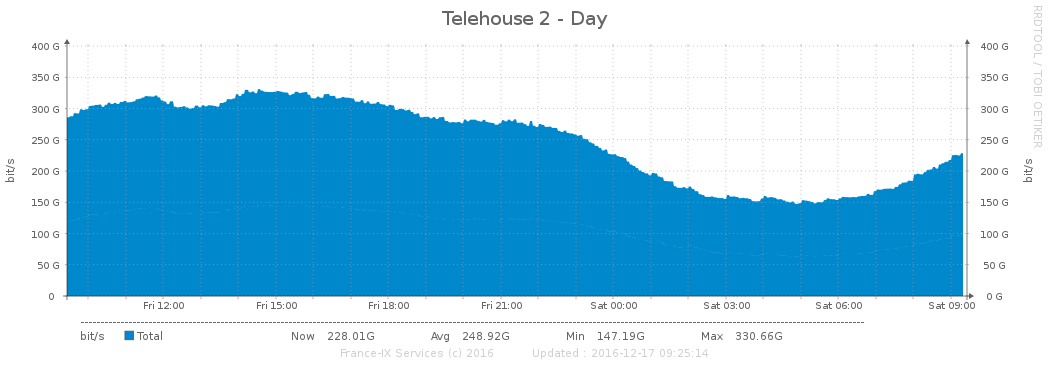 Telehouse 2 - Day
RRDTOOL / TOBI OETIKER
400 G 400 G
350 G 350 G
300 G 300 G
250 G 250 G
200 G 200 G
150 G 150 G
100 G 100 G
50 G 50 G
0 0 G
bit/s bit/s
Fri 12:00 Fri 15:00 Fri 18:00 Fri 21:00 Sat 00:00 Sat 03:00 Sat 06:00 Sat 09:00
bit/s Total Now 228.01G Avg 248.92G Min 147.19G Max 330.66G
France-IX Services (c) 2016 Updated : 2016-12-17 09:25:14